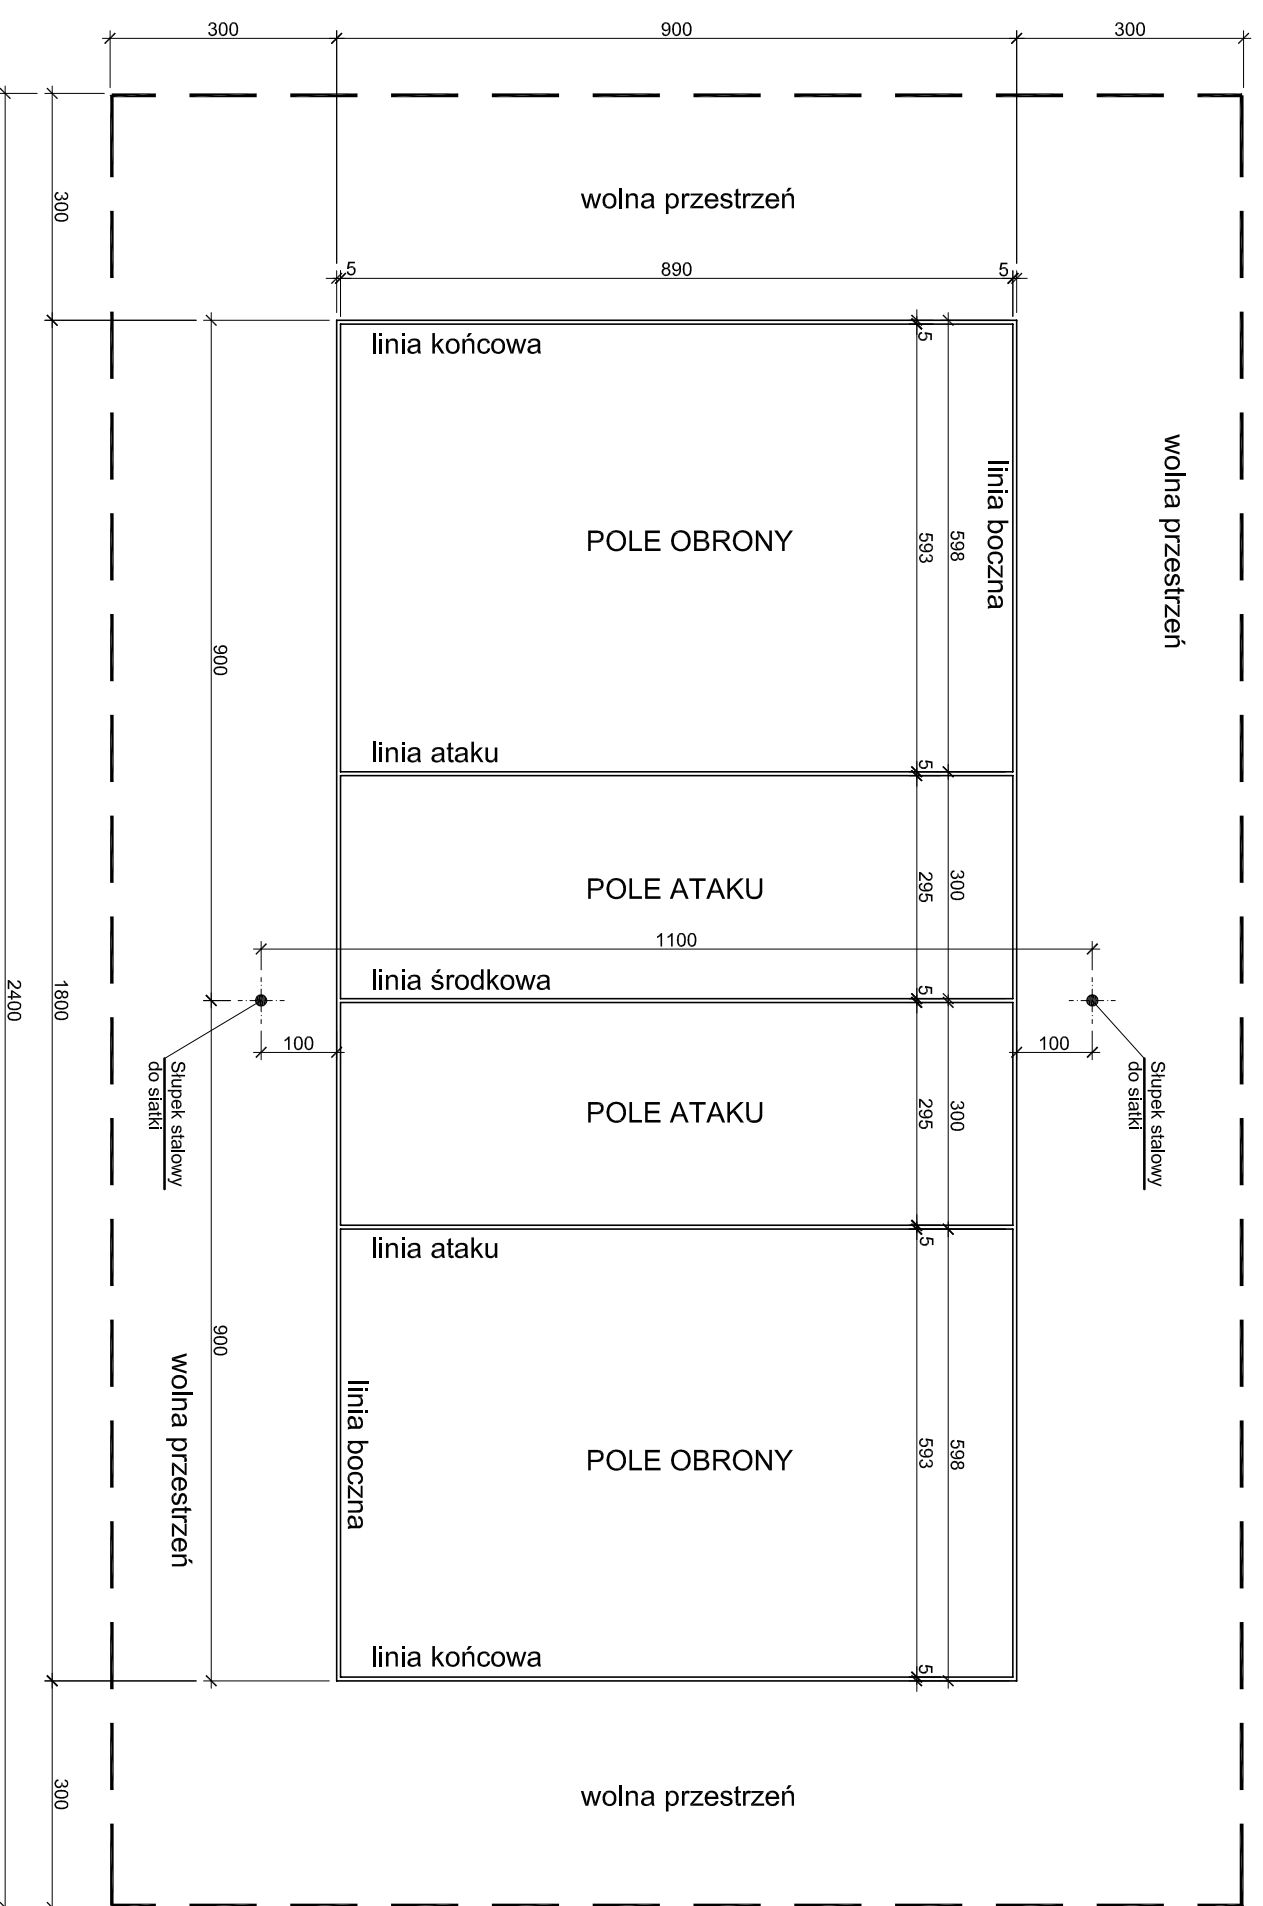 300
900
300
wolna przestrzeń
300
5
890
5
linia końcowa
5
linia boczna
wolna przestrzeń
POLE OBRONY
593
598
900
linia ataku
5
POLE ATAKU
295
300
1100
linia środkowa
5
2400
1800
100
100
Słupek stalowy
do siatki
Słupek stalowy
do siatki
POLE ATAKU
295
300
linia ataku
5
900
wolna przestrzeń
linia boczna
POLE OBRONY
593
598
linia końcowa
5
300
wolna przestrzeń